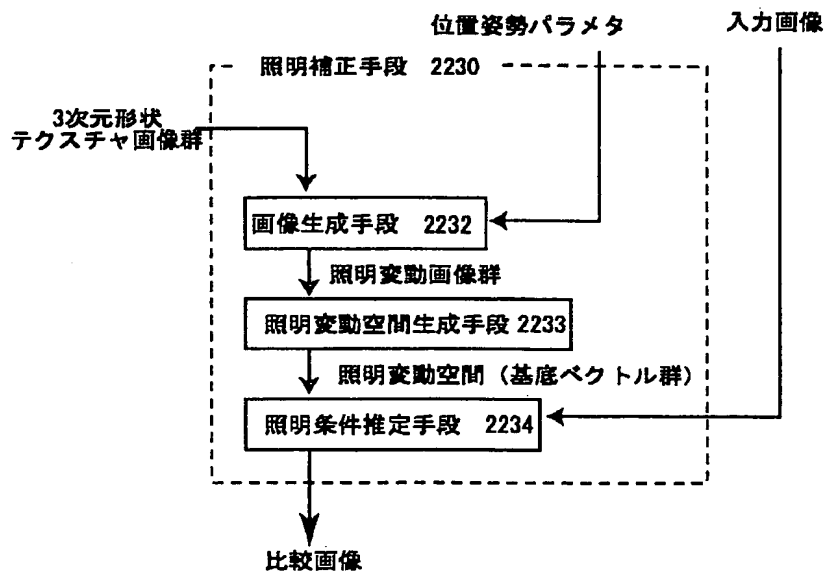 位置姿勢パラメタ
入力画像
照明補正手段 2230
3次元形状
テクスチャ画像群
画像生成手段 2232
照明変動画像群
照明変動空間生成手段 2233
照明変動空間（基底ベクトル群）
照明条件推定手段 2234
比較画像